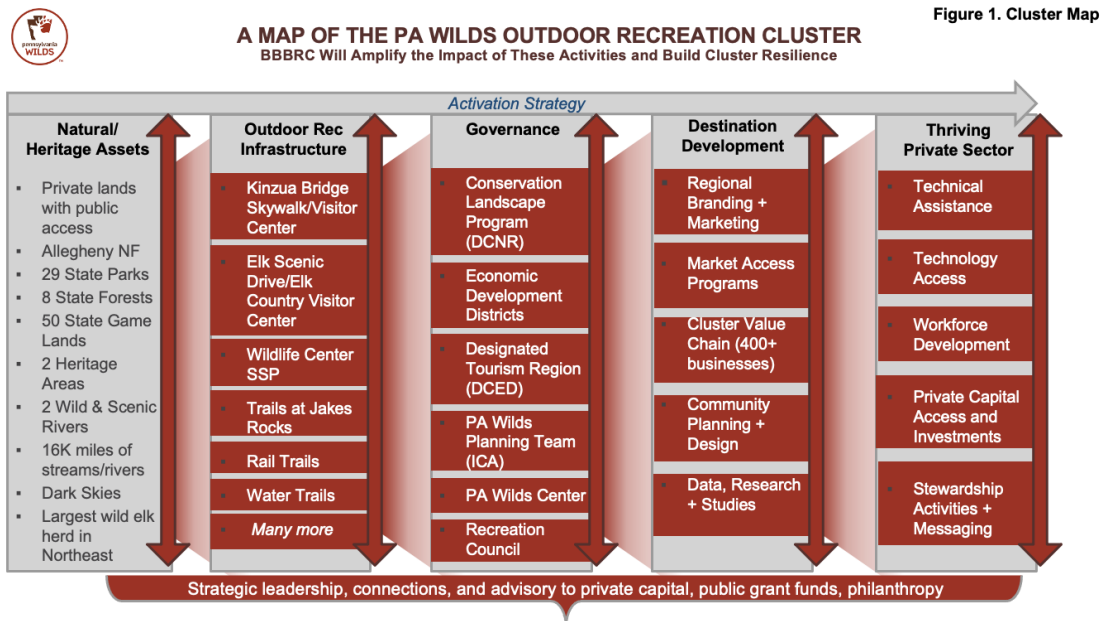 Figure 1. Cluster Map
pennsylvania
WILDS
A MAP OF THE PA WILDS OUTDOOR RECREATION CLUSTER
BBBRC Will Amplify the Impact of These Activities and Build Cluster Resilience
Activation Strategy
Natural/
Heritage Assets
▪ Private lands
with public
access
▪ Allegheny NF
▪ 29 State Parks
▪ 8 State Forests
▪ 50 State Game
Lands
▪ 2 Heritage
Areas
▪ 2 Wild & Scenic
Rivers
▪ 16K miles of
streams/rivers
▪ Dark Skies
▪ Largest wild elk
herd in
Northeast
Outdoor Rec
Infrastructure
▪ Kinzua Bridge
Skywalk/Visitor
Center
▪ Elk Scenic
Drive/Elk
Country Visitor
Center
▪ Wildlife Center
SSP
▪ Trails at Jakes
Rocks
▪ Rail Trails
▪ Water Trails
▪ Many more
Governance
▪ Conservation
Landscape
Program
(DCNR)
▪ Economic
Development
Districts
▪ Designated
Tourism Region
(DCED)
▪ PA Wilds
Planning Team
(ICA)
▪ PA Wilds Center
▪ Recreation
Council
Destination
Development
▪ Regional
Branding +
Marketing
▪ Market Access
Programs
▪ Cluster Value
Chain (400+
businesses)
▪ Community
Planning +
Design
▪ Data, Research
+ Studies
Thriving
Private Sector
▪ Technical
Assistance
▪ Technology
Access
▪ Workforce
Development
▪ Private Capital
Access and
Investments
▪ Stewardship
Activities +
Messaging
Strategic leadership, connections, and advisory to private capital, public grant funds, philanthropy